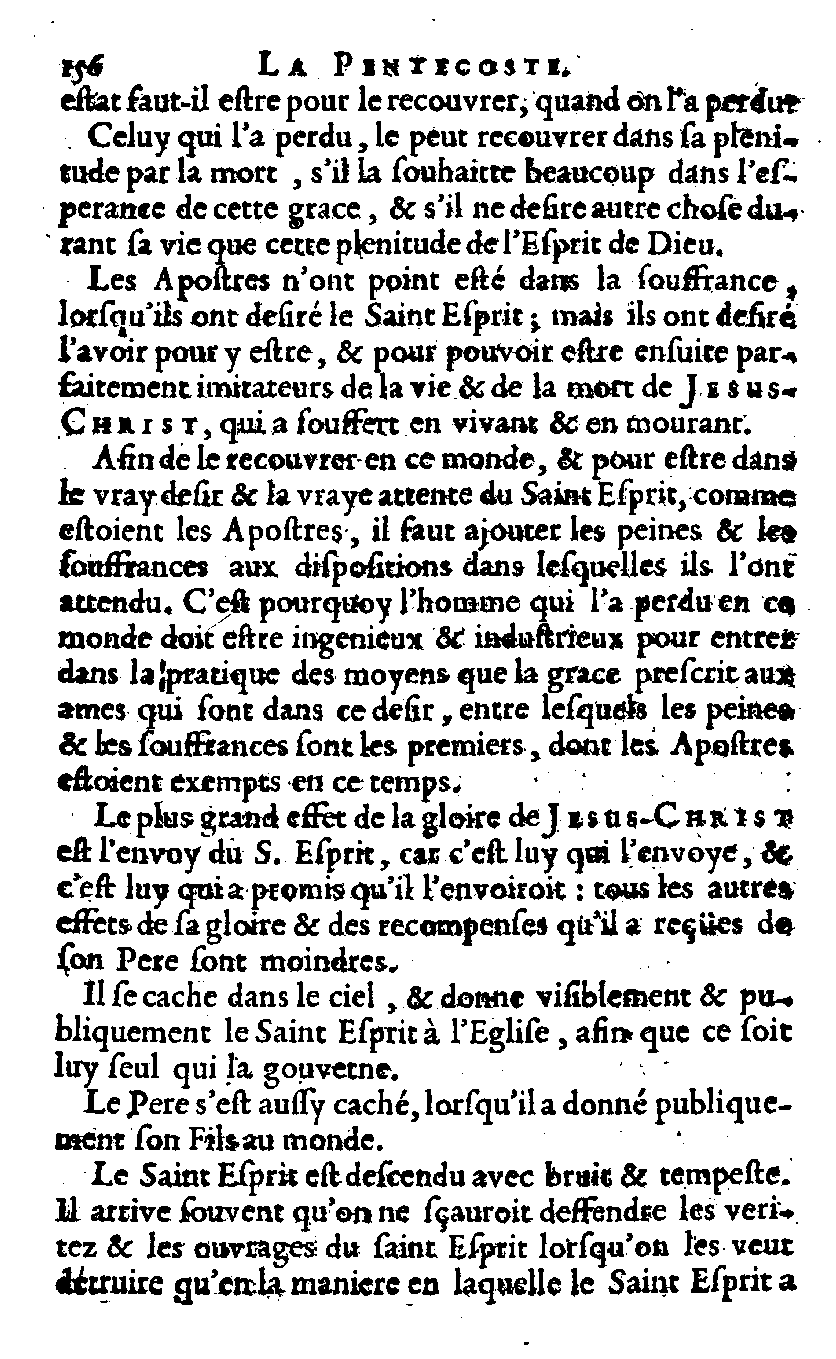 156 LA PENTECOSTE.
eſtat faut-il eſtre pour le recouvrer, quand on l'a perdu?
Celuy qui l'a perdu, le peut recouvrer dans ſa pleni-
tude par la mort , s'il la ſouhaitte beaucoup dans l'eſ-
perance de cette grace, & s'il ne deſire autre choſe du-
rant ſa vie que cette plenitude de l'Eſprit de Dieu.
Les Apoſtres n'ont point eſté dans la ſouffrance,
lorſqu'ils ont deſiré le Saint Eſprit ; mais ils ont deſiré
l'avoir pour y eſtre, & pour pouvoir eſtre enſuite par-
faitement imitateurs de la vie & de la mort de JESUS-
CHRIST, qui a ſouffert en vivant & en mourant.
Afin de le recouvrer en ce monde, & pour eſtre dans
le vray deſir & la vraye attente du Saint Eſprit, comme
eſtoient les Apoſtres, il faut ajouter les peines & les
ſouffrances aux diſpoſitions dans leſquelles ils l'ont
attendu. C'eſt pourquoy l'homme qui l'a perdu en ce
monde doit eſtre ingenieux & induſtrieux pour entrer
dans la pratique des moyens que la grace preſcrit aux
ames qui ſont dans ce deſir, entre leſquels les peines
& les ſouffrances ſont les premiers, dont les Apoſtres
eſtoient exempts en ce temps.
Le plus grand effet de la gloire de JESUS-CHRIST
eſt l'envoy du S. Eſprit, car c'eſt luy qui l'envoye, &
c'eſt luy qui a promis qu'il l'envoiroit : tous les autres
effets de ſa gloire & des recompenſes qu'il a reçües de
ſon Pere ſont moindres.
Il ſe cache dans le ciel , & donne viſiblement & pu-
bliquement le Saint Eſprit à l'Egliſe, afin que ce ſoit
luy ſeul qui la gouverne.
Le Pere s'eſt auſſy caché, lorſqu'il a donné publique-
ment ſon Fils au monde.
Le Saint Eſprit eſt deſcendu avec bruit & tempeſte.
Il arrive ſouvent qu'on ne ſçauroit deffendre les veri-
tez & les ouvrages du ſaint Eſprit lorſqu'on les veut
détruire qu'en la maniere en laquelle le Saint Eſprit a